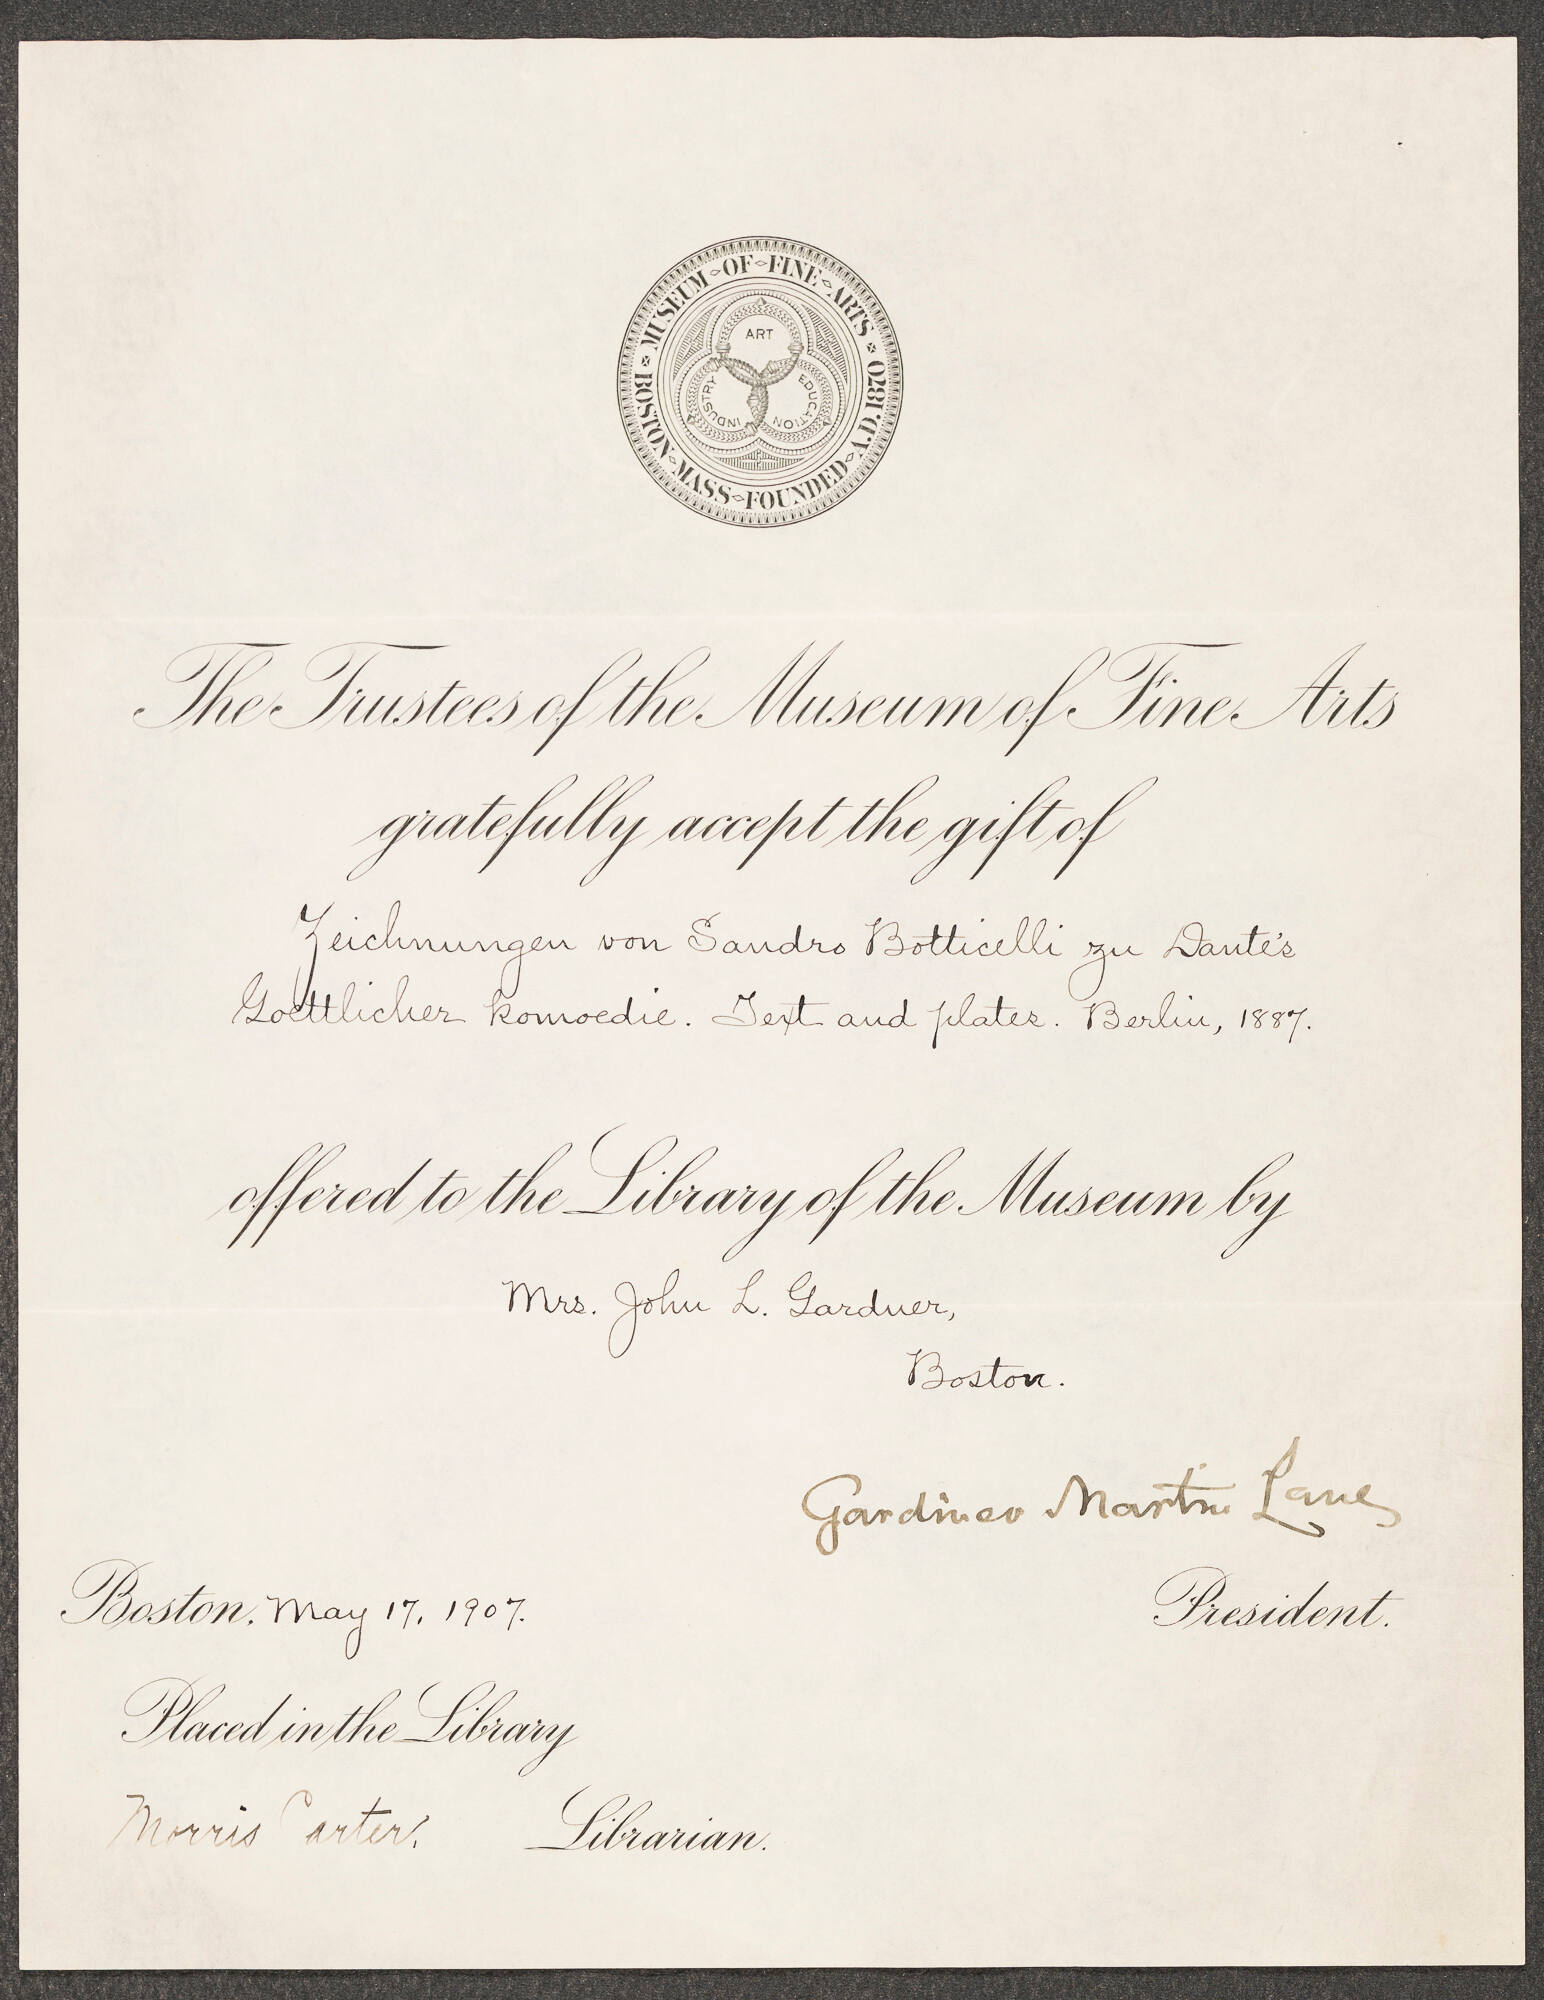 MUSEUM OF FINE ARTS
BOSTON MASS FOUNDED A.D. 1870
ART
INDUSTRY
EDUCATION
The Trustees of the Museum of Fine Arts
gratefully accept the gift of
Zeichnungen von Sandro Botticelli zu Dante's
Goettlicher komoedie. Text and plates. Berlin, 1887.
offered to the Library of the Museum by
Mrs. John L. Gardner,
Boston.
Gardiner Martin Lane
President.
Boston, May 17, 1907.
Placed in the Library
Morris Carter,
Librarian.